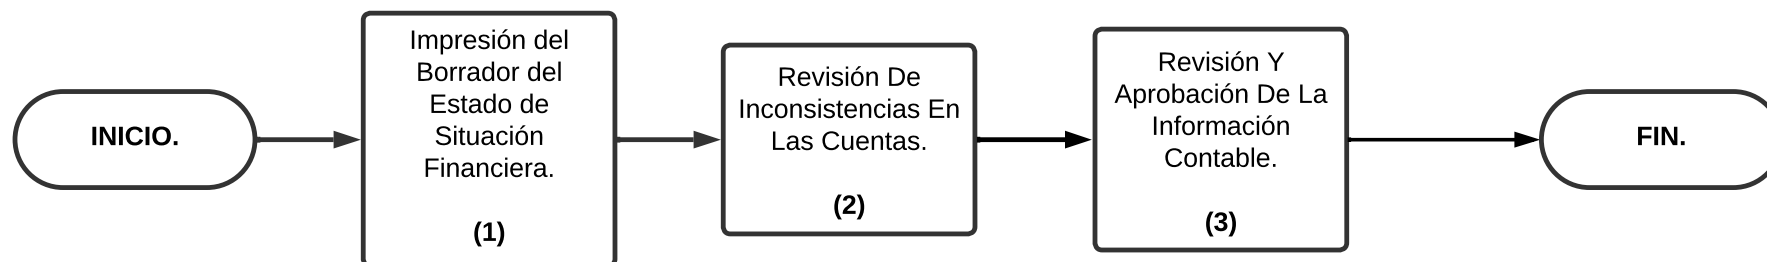 INICIO.
Impresión del
Borrador del
Estado de
Situación
Financiera.
(1)
Revisión De
Inconsistencias En
Las Cuentas.
(2)
Revisión Y
Aprobación De La
Información
Contable.
(3)
FIN.